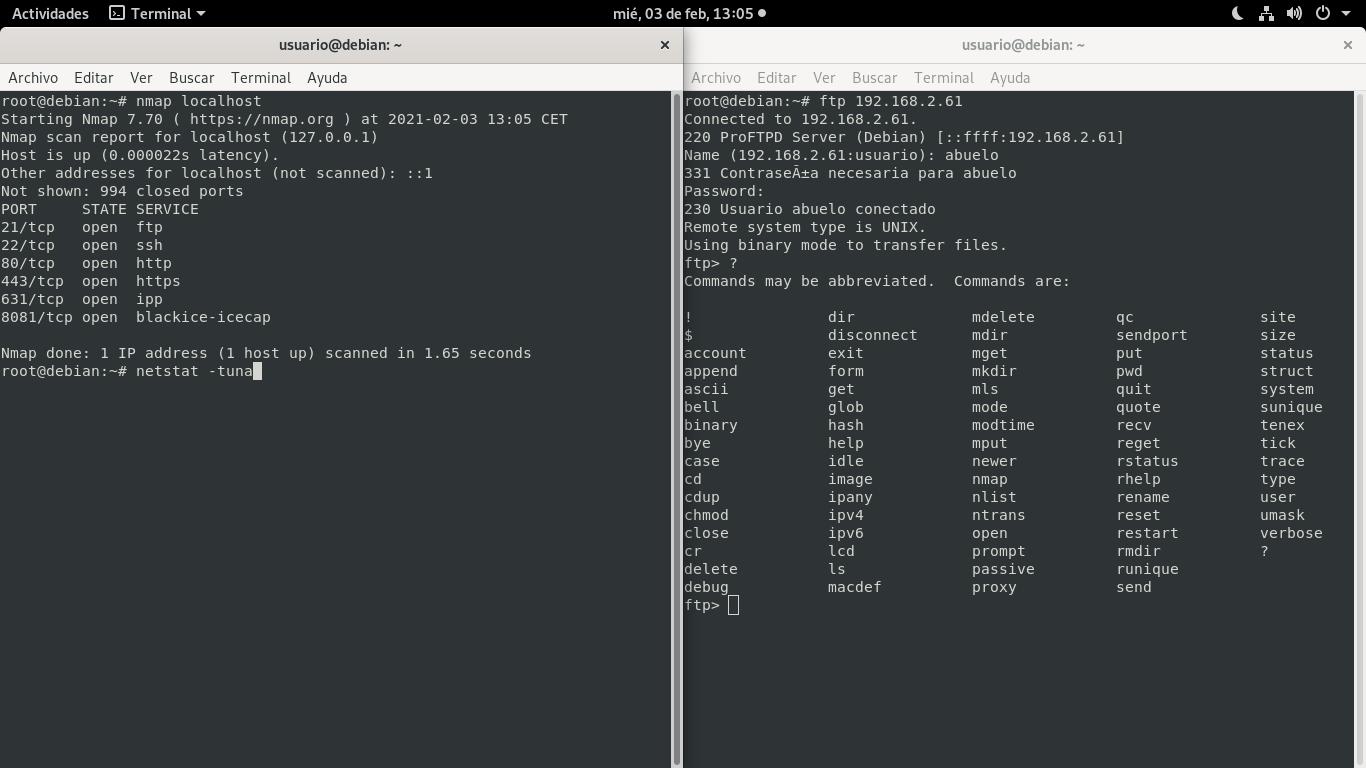 Actividades Terminal mié, 03 de feb, 13:05
usuario@debian: ~ ×
Archivo Editar Ver Buscar Terminal Ayuda
root@debian:~# nmap localhost
Starting Nmap 7.70 ( https://nmap.org ) at 2021-02-03 13:05 CET
Nmap scan report for localhost (127.0.0.1)
Host is up (0.000022s latency).
Other addresses for localhost (not scanned): ::1
Not shown: 994 closed ports
PORT     STATE SERVICE
21/tcp   open  ftp
22/tcp   open  ssh
80/tcp   open  http
443/tcp  open  https
631/tcp  open  ipp
8081/tcp open  blackice-icecap
Nmap done: 1 IP address (1 host up) scanned in 1.65 seconds
root@debian:~# netstat -tuna
usuario@debian: ~ ×
Archivo Editar Ver Buscar Terminal Ayuda
root@debian:~# ftp 192.168.2.61
Connected to 192.168.2.61.
220 ProFTPD Server (Debian) [::ffff:192.168.2.61]
Name (192.168.2.61:usuario): abuelo
331 ContraseÃ±a necesaria para abuelo
Password:
230 Usuario abuelo conectado
Remote system type is UNIX.
Using binary mode to transfer files.
ftp> ?
Commands may be abbreviated.  Commands are:
!               dir             mdelete         qc              site
$               disconnect      mdir            sendport        size
account         exit            mget            put             status
append          form            mkdir           pwd             struct
ascii           get             mls             quit            system
bell            glob            mode            quote           sunique
binary          hash            modtime         recv            tenex
bye             help            mput            reget           tick
case            idle            newer           rstatus         trace
cd              image           nmap            rhelp           type
cdup            ipany           nlist           rename          user
chmod           ipv4            ntrans          reset           umask
close           ipv6            open            restart         verbose
cr              lcd             prompt          rmdir           ?
delete          ls              passive         runique
debug           macdef          proxy           send
ftp>